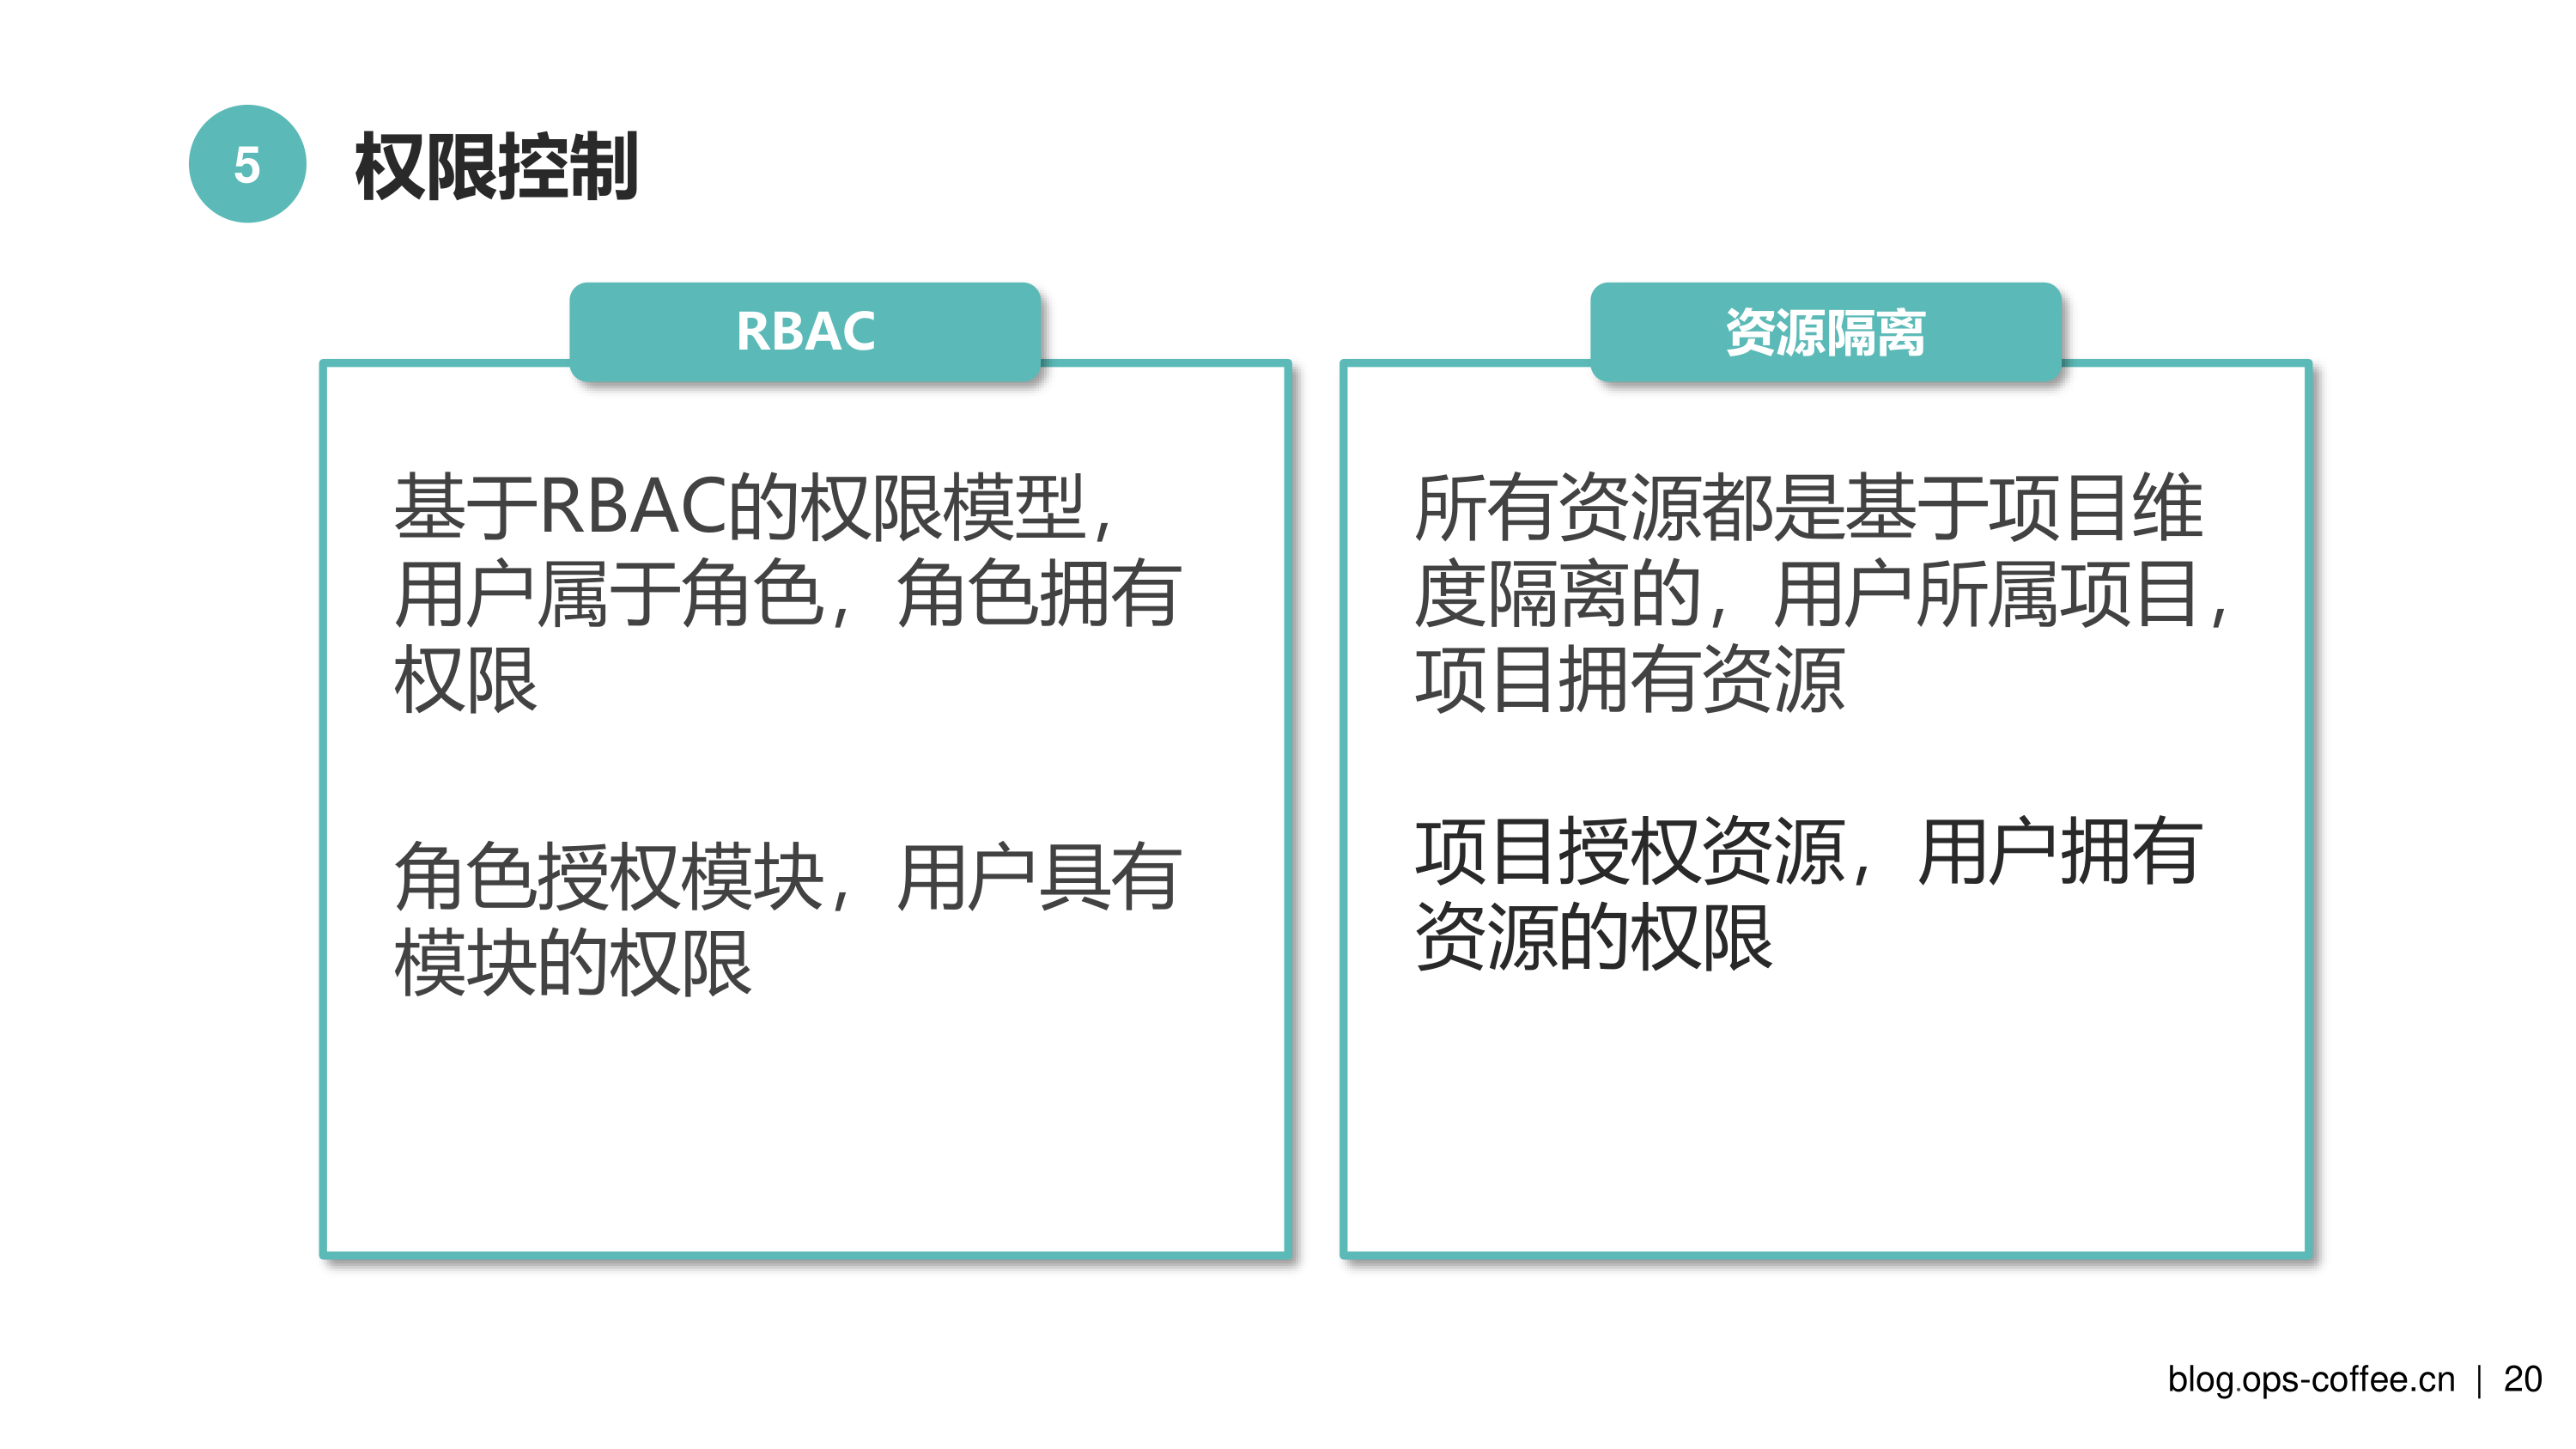 5
权限控制
RBAC
基于RBAC的权限模型，
用户属于角色，角色拥有
权限
角色授权模块，用户具有
模块的权限
资源隔离
所有资源都是基于项目维
度隔离的，用户所属项目，
项目拥有资源
项目授权资源，用户拥有
资源的权限
blog.ops-coffee.cn | 20